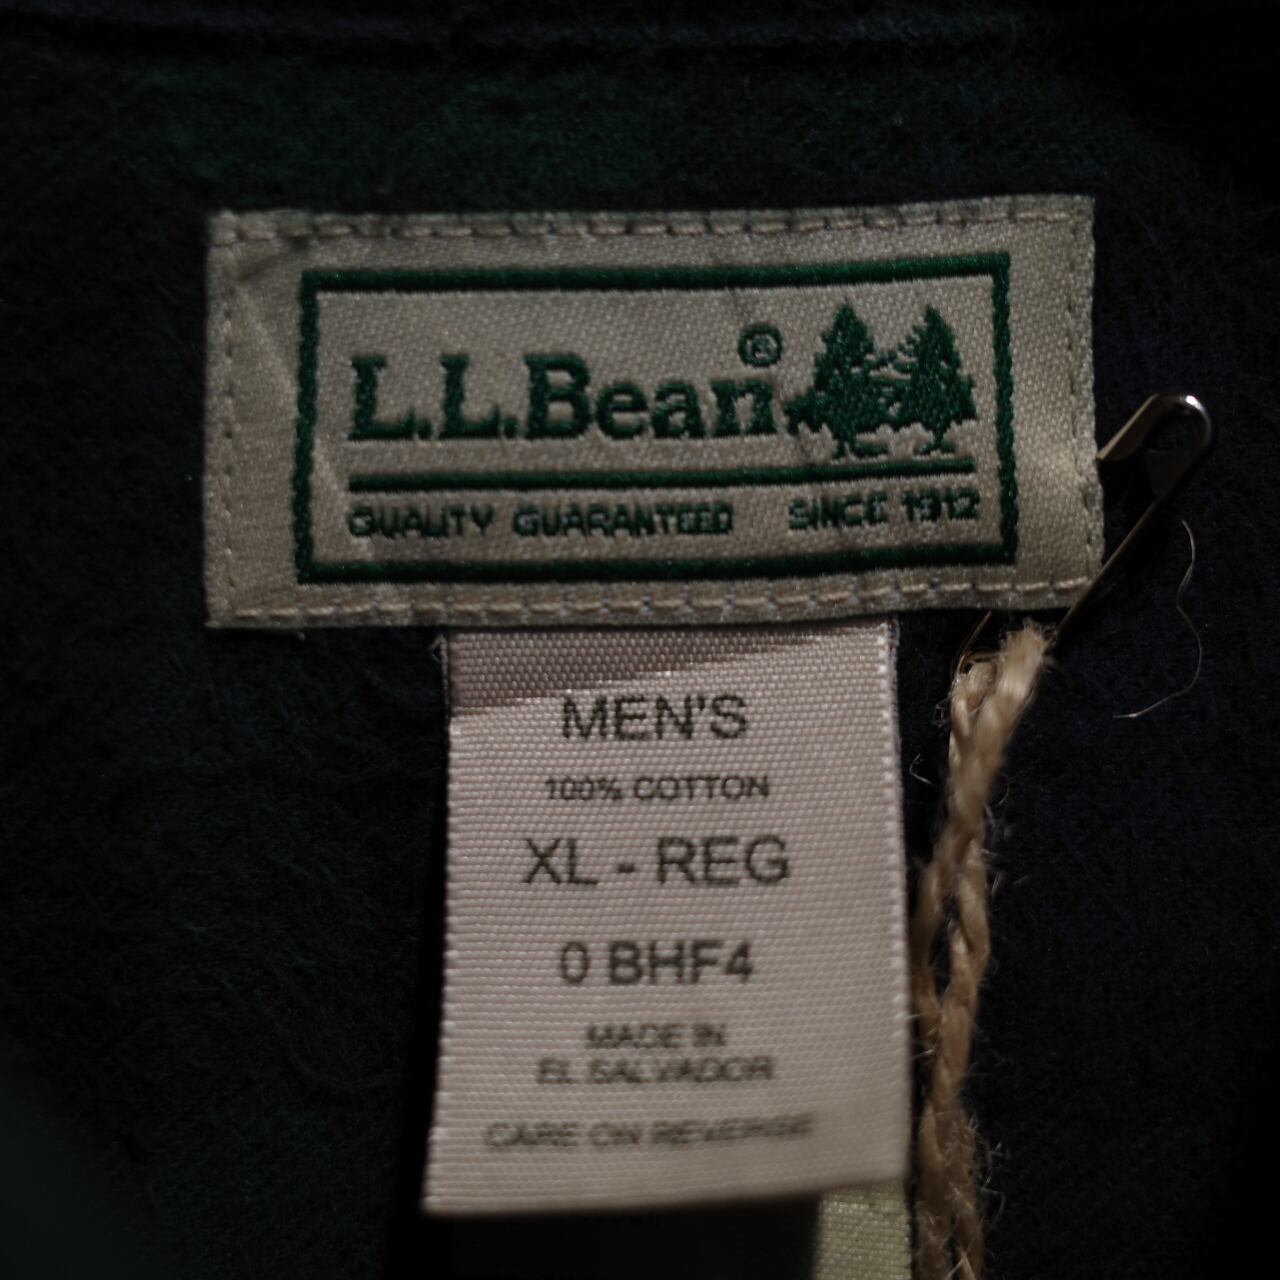 L.L.Bean®
QUALITY GUARANTEED SINCE 1912
MEN'S
100% COTTON
XL - REG
0 BHF4
MADE IN
EL SALVADOR
CARE ON REVERSE